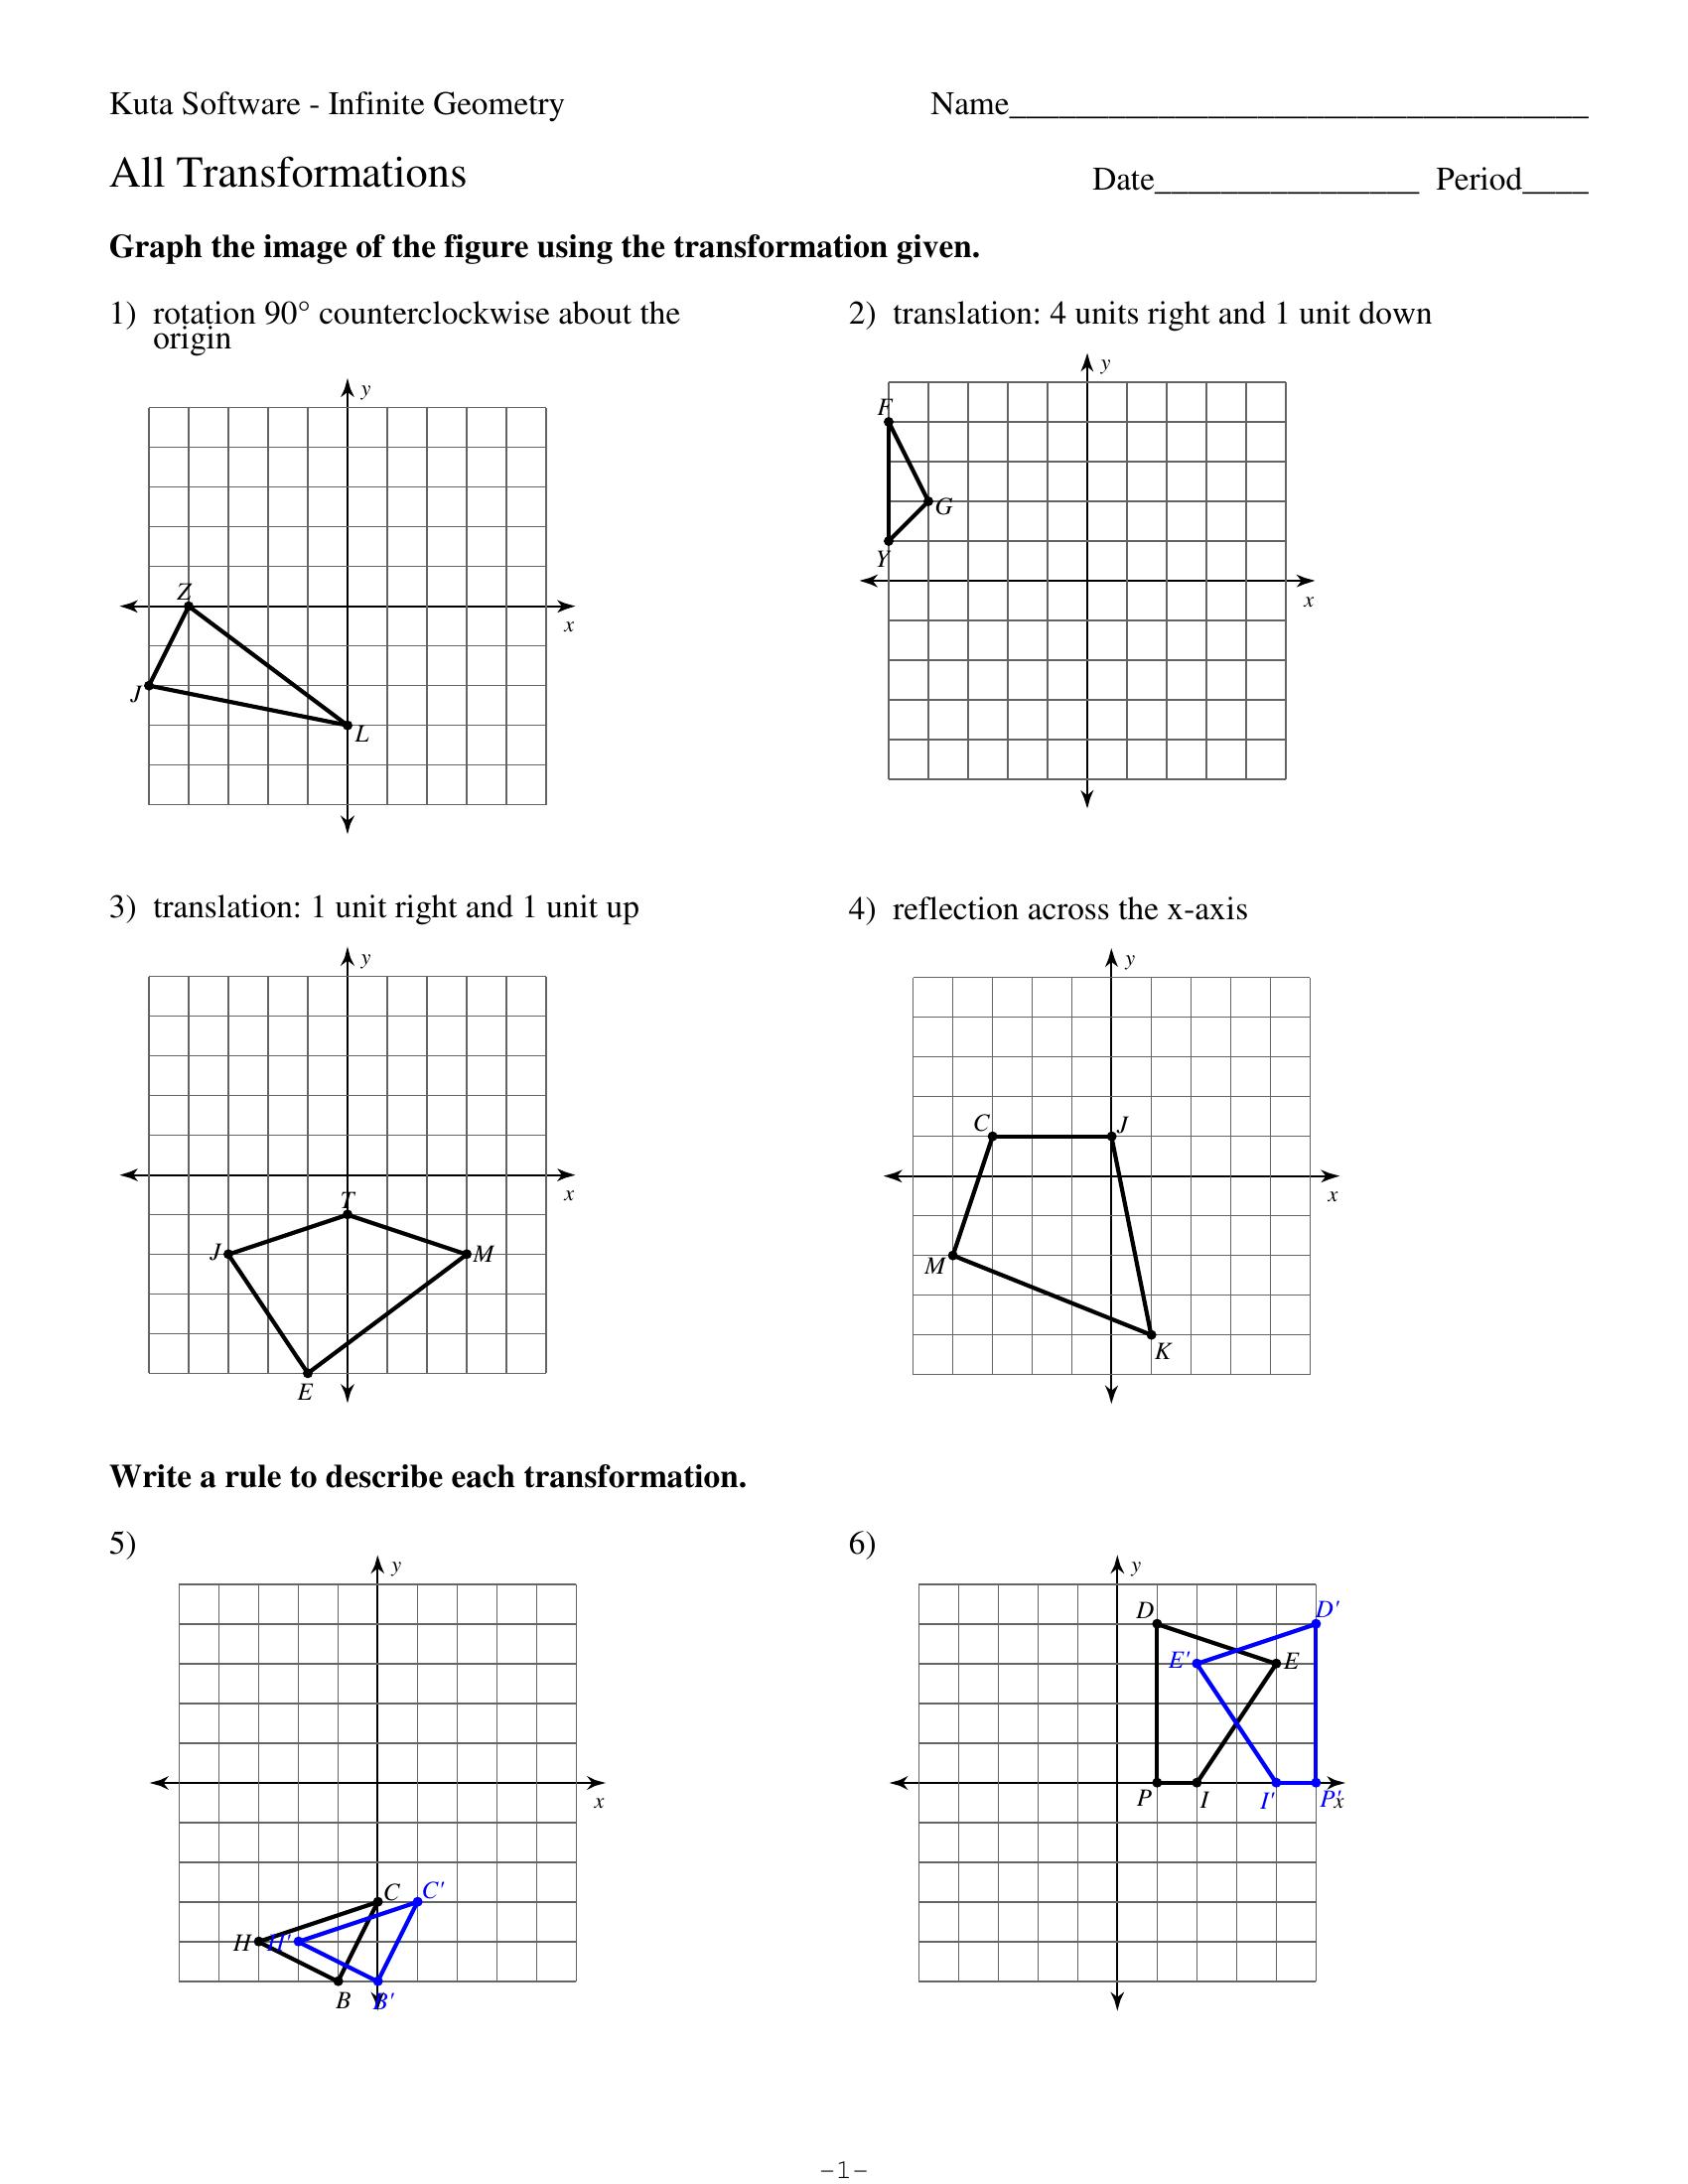 Kuta Software - Infinite Geometry
Name___________________________________
All Transformations
Date________________ Period____
Graph the image of the figure using the transformation given.
1) rotation 90° counterclockwise about the
origin
y
Z
x
J
L
2) translation: 4 units right and 1 unit down
y
F
G
Y
x
3) translation: 1 unit right and 1 unit up
y
x
T
J
M
E
4) reflection across the x-axis
y
C
J
x
M
K
Write a rule to describe each transformation.
5)
y
x
C
C'
H
H'
B
B'
6)
y
D
D'
E'
E
P
I
I'
P'
x
-1-